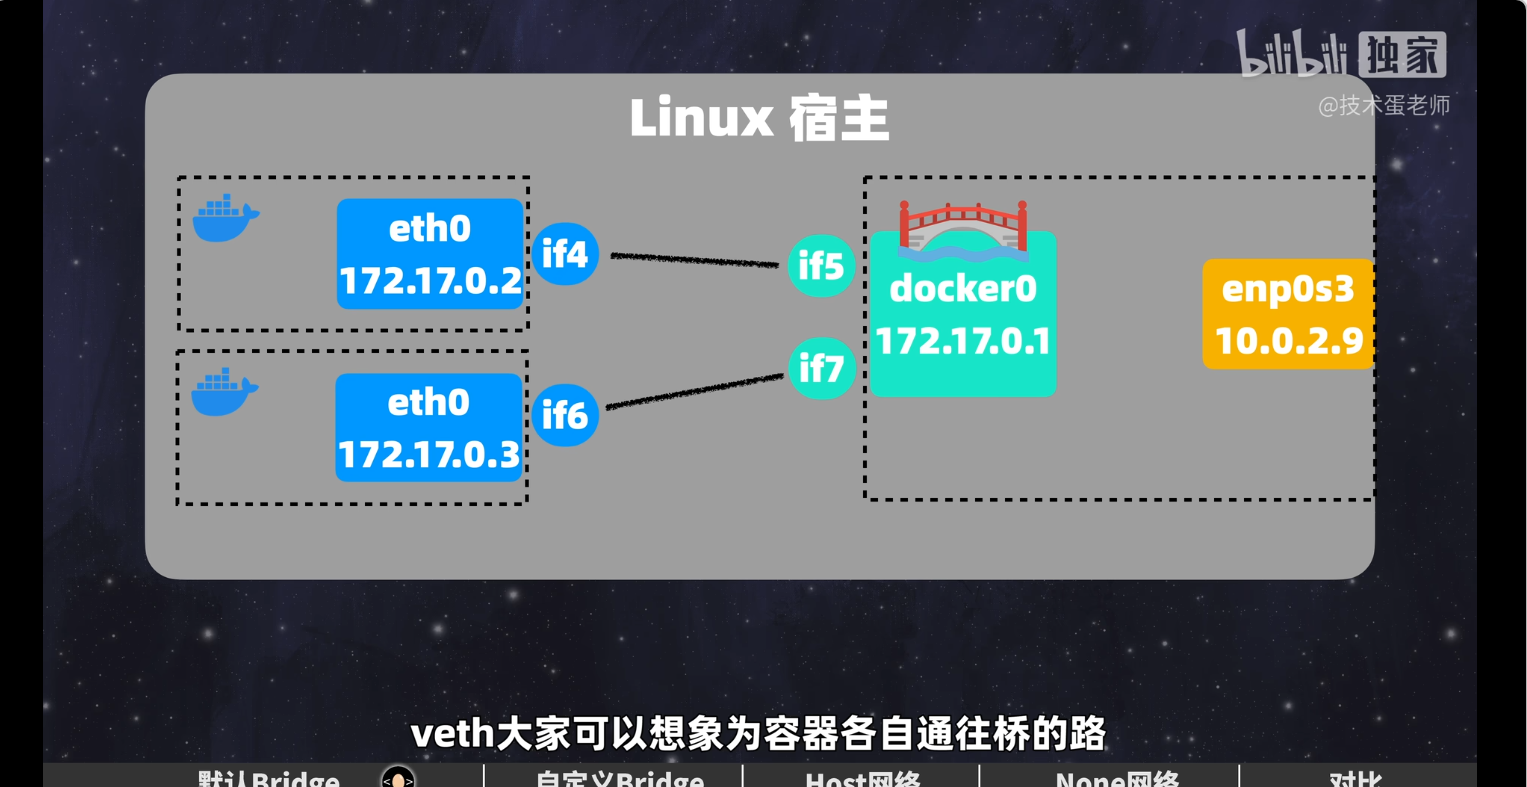 bilibili 独家
@技术蛋老师
Linux 宿主
eth0
172.17.0.2
if4
if5
docker0
172.17.0.1
enp0s3
10.0.2.9
if7
eth0
172.17.0.3
if6
veth大家可以想象为容器各自通往桥的路
默认Bridge
自定义Bridge
Host网络
None网络
对比